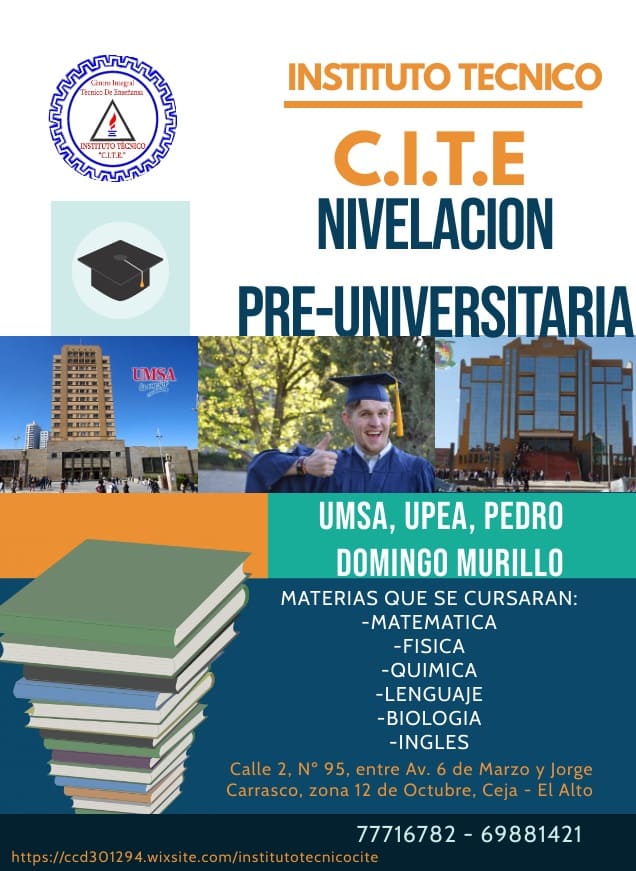 Centro Integral
Tecnico De Enseñansa
INSTITUTO TÉCNICO
"C.I.T.E."
INSTITUTO TECNICO
C.I.T.E
NIVELACION
PRE-UNIVERSITARIA
UMSA
UMSA, UPEA, PEDRO
DOMINGO MURILLO
MATERIAS QUE SE CURSARAN:
-MATEMATICA
-FISICA
-QUIMICA
-LENGUAJE
-BIOLOGIA
-INGLES
Calle 2, N° 95, entre Av. 6 de Marzo y Jorge
Carrasco, zona 12 de Octubre, Ceja - El Alto
77716782 - 69881421
https://ccd301294.wixsite.com/institutotecnicocite